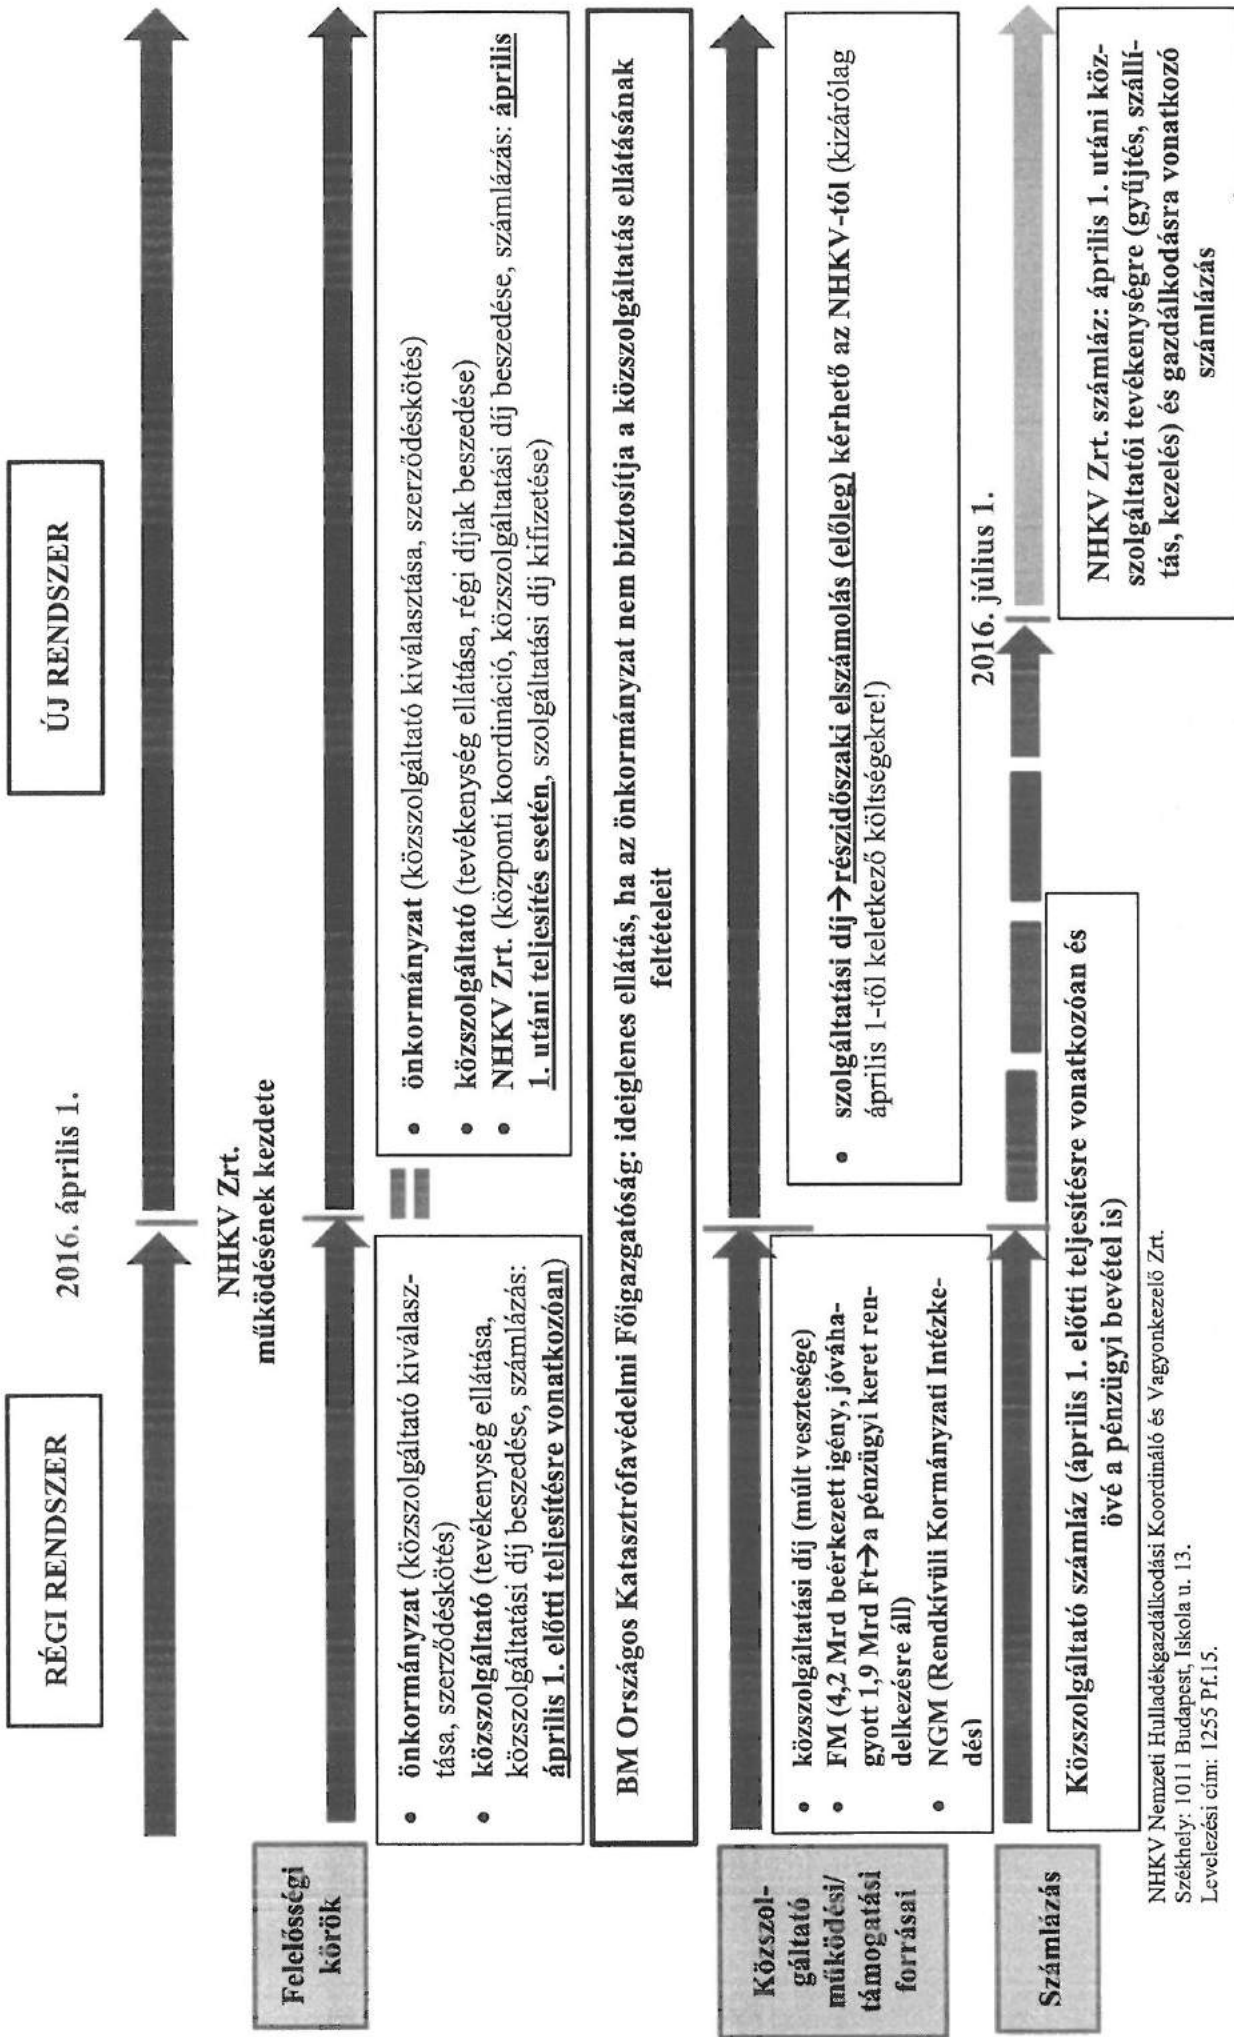 RÉGI RENDSZER
2016. április 1.
ÚJ RENDSZER
NHKV Zrt.
működésének kezdete
Felelősségi
körök
• önkormányzat (közszolgáltató kiválasz-
tása, szerződéskötés)
• közszolgáltató (tevékenység ellátása,
közszolgáltatási díj beszedése, számlázás:
április 1. előtti teljesítésre vonatkozóan)
=
• önkormányzat (közszolgáltató kiválasztása, szerződéskötés)
• közszolgáltató (tevékenység ellátása, régi díjak beszedése)
• NHKV Zrt. (központi koordináció, közszolgáltatási díj beszedése, számlázás: április
1. utáni teljesítés esetén, szolgáltatási díj kifizetése)
BM Országos Katasztrófavédelmi Főigazgatóság: ideiglenes ellátás, ha az önkormányzat nem biztosítja a közszolgáltatás ellátásának
feltételeit
Közszol-
gáltató
működési/
támogatási
forrásai
• közszolgáltatási díj (múlt vesztesége)
• FM (4,2 Mrd beérkezett igény, jóváha-
gyott 1,9 Mrd Ft→a pénzügyi keret ren-
delkezésre áll)
• NGM (Rendkívüli Kormányzati Intézke-
dés)
• szolgáltatási díj→részidőszaki elszámolás (előleg) kérhető az NHKV-tól (kizárólag
április 1-től keletkező költségekre!)
2016. július 1.
Számlázás
Közszolgáltató számláz (április 1. előtti teljesítésre vonatkozóan és
övé a pénzügyi bevétel is)
NHKV Zrt. számláz: április 1. utáni köz-
szolgáltatói tevékenységre (gyűjtés, szállí-
tás, kezelés) és gazdálkodásra vonatkozó
számlázás
NHKV Nemzeti Hulladékgazdálkodási Koordináló és Vagyonkezelő Zrt.
Székhely: 1011 Budapest, Iskola u. 13.
Levelezési cím: 1255 Pf.15.